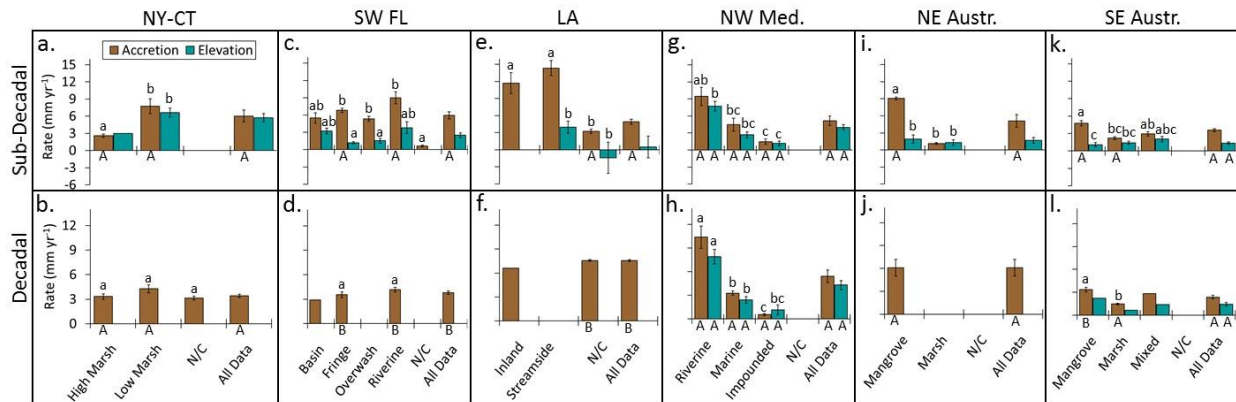 NY-CT SW FL LA NW Med. NE Austr. SE Austr.
Sub-Decadal
Rate (mm yr⁻¹)
15
12
9
6
3
0
-3
-6
a.
Accretion Elevation
a b b
A A A
c.
ab ab b a b a b b a
A A A
e.
a a b b b a
A A
g.
ab b bc bc c c
A A A A A A A A
i.
a b b b
A A
k.
a c bc bc ab abc
A A A A
Decadal
Rate (mm yr⁻¹)
12
9
6
3
0
b.
a a a
A A A
d.
a a
B B B
f.
B B
h.
a a b b bc bc
A A A A A A A A
j.
A A
l.
a b
B A A A
High Marsh Low Marsh N/C All Data
Basin Fringe Overwash Riverine N/C All Data
Inland Streamside N/C All Data
Riverine Marine Impounded N/C All Data
Mangrove Marsh N/C All Data
Mangrove Marsh Mixed N/C All Data